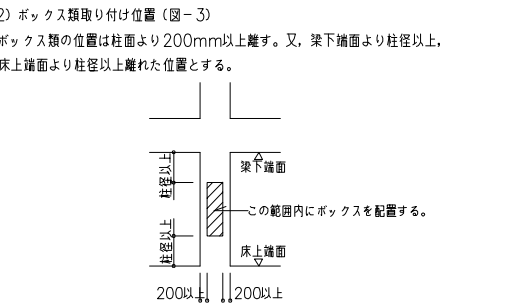 2）ボックス類取り付け位置（図－3）
ボックス類の位置は柱面より200mm以上離す。又，梁下端面より柱径以上，
床上端面より柱径以上離れた位置とする。
柱径以上
梁下端面
この範囲内にボックスを配置する。
柱径以上
床上端面
200以上
200以上